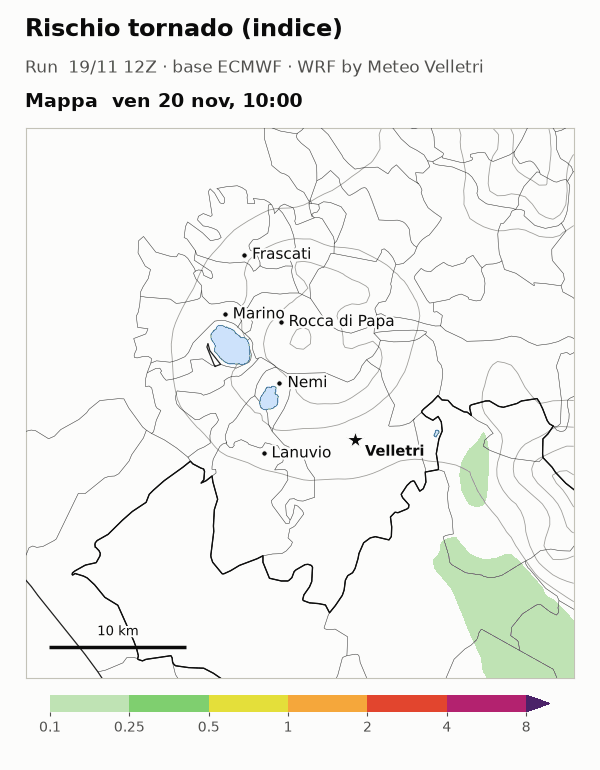 Rischio tornado (indice)
Run  19/11 12Z · base ECMWF · WRF by Meteo Velletri
Mappa  ven 20 nov, 10:00
Frascati
Marino
Rocca di Papa
Nemi
Velletri
Lanuvio
10 km
0.1 0.25 0.5 1 2 4 8